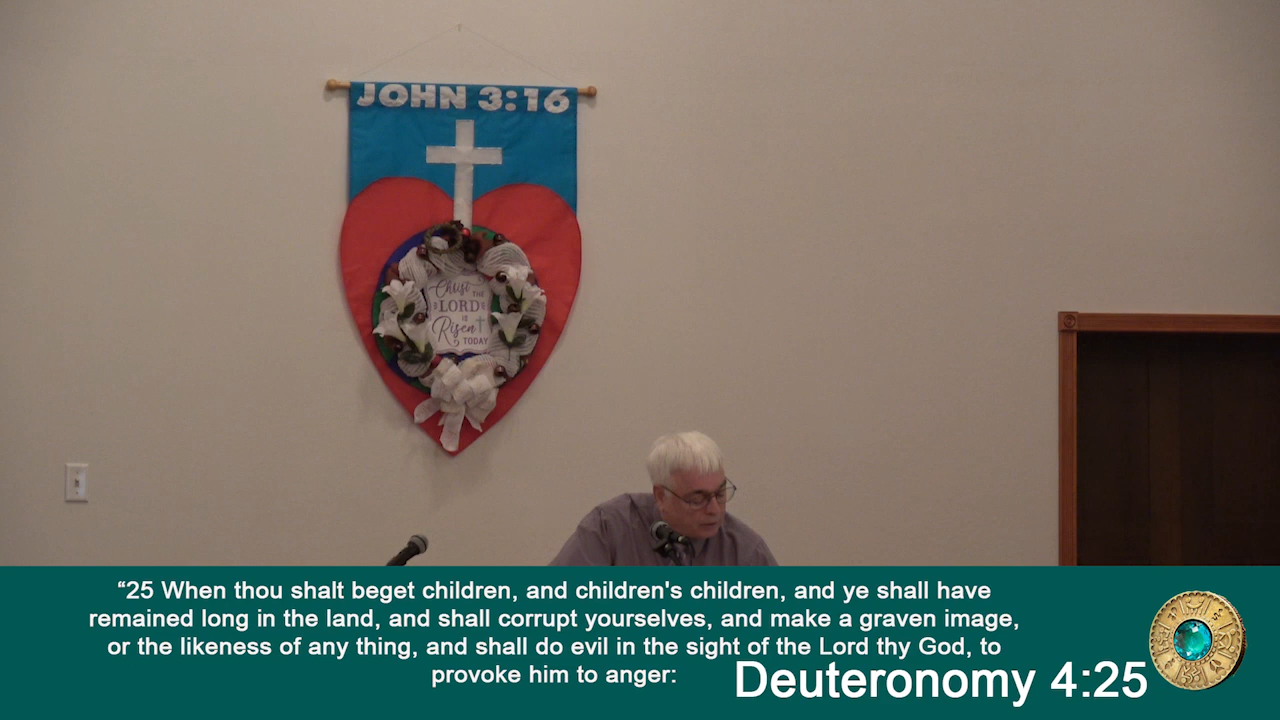 JOHN 3:16
Christ THE
LORD
IS
Risen
TODAY
“25 When thou shalt beget children, and children's children, and ye shall have
remained long in the land, and shall corrupt yourselves, and make a graven image,
or the likeness of any thing, and shall do evil in the sight of the Lord thy God, to
provoke him to anger:
Deuteronomy 4:25